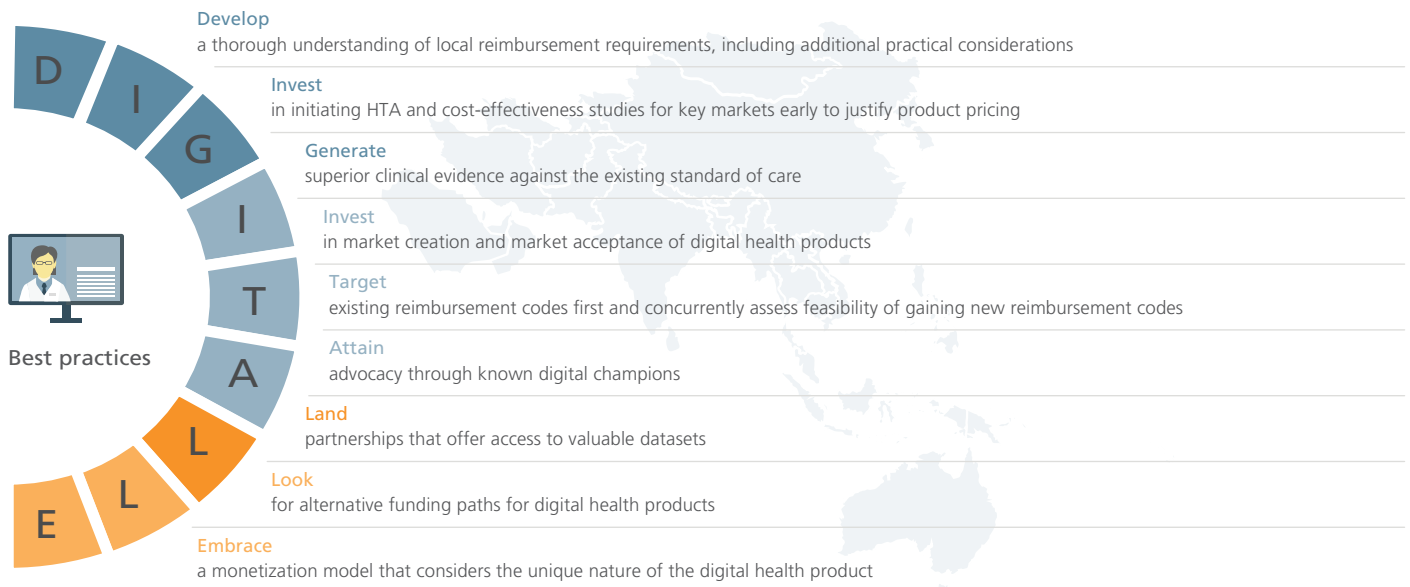 D
Develop
a thorough understanding of local reimbursement requirements, including additional practical considerations
I
Invest
in initiating HTA and cost-effectiveness studies for key markets early to justify product pricing
G
Generate
superior clinical evidence against the existing standard of care
I
Invest
in market creation and market acceptance of digital health products
T
Target
existing reimbursement codes first and concurrently assess feasibility of gaining new reimbursement codes
Best practices
A
Attain
advocacy through known digital champions
L
Land
partnerships that offer access to valuable datasets
L
Look
for alternative funding paths for digital health products
E
Embrace
a monetization model that considers the unique nature of the digital health product